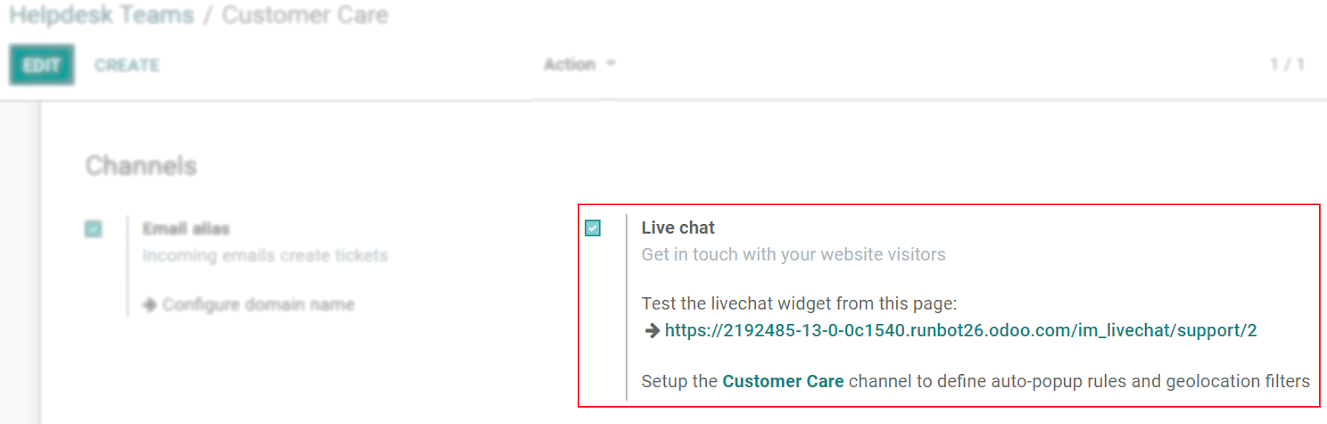 Helpdesk Teams / Customer Care
EDIT CREATE Action 1 / 1
Channels
Email alias
Incoming emails create tickets
Configure domain name
Live chat
Get in touch with your website visitors
Test the livechat widget from this page:
https://2192485-13-0-0c1540.runbot26.odoo.com/im_livechat/support/2
Setup the Customer Care channel to define auto-popup rules and geolocation filters